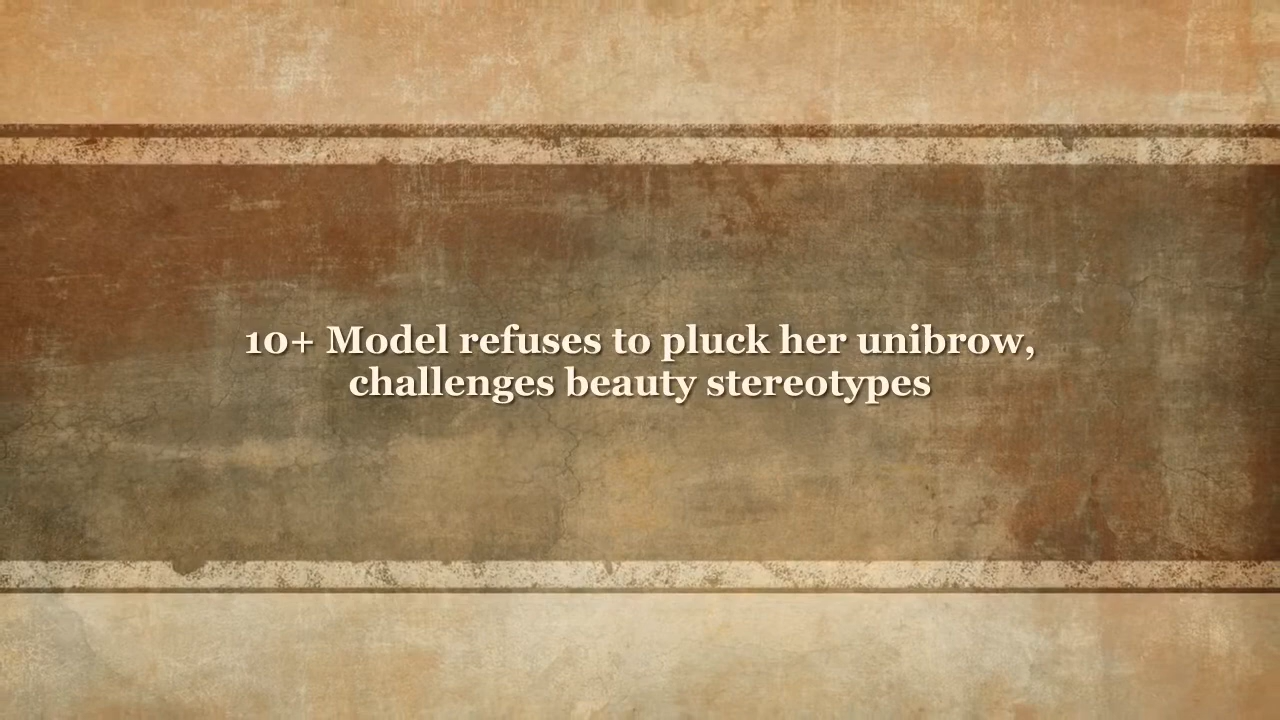 10+ Model refuses to pluck her unibrow,
challenges beauty stereotypes